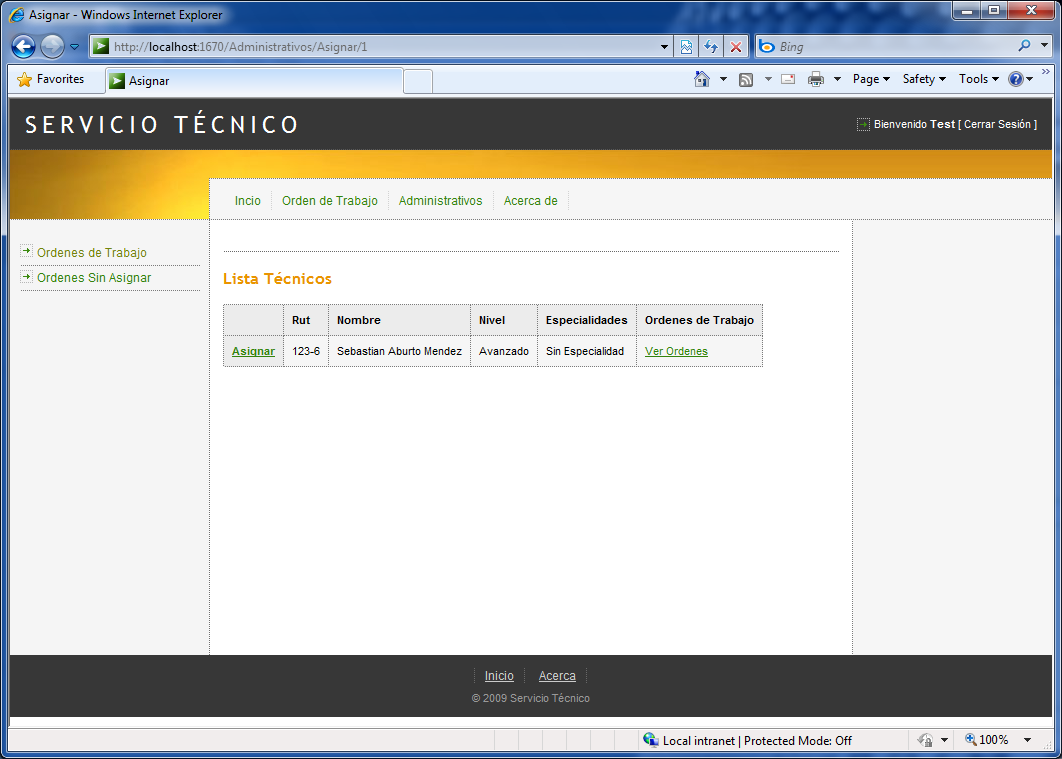 Asignar - Windows Internet Explorer
http://localhost:1670/Administrativos/Asignar/1
Bing
Favorites
Asignar
Page
Safety
Tools
»
SERVICIO TÉCNICO
Bienvenido Test [ Cerrar Sesión ]
Incio
Orden de Trabajo
Administrativos
Acerca de
Ordenes de Trabajo
Ordenes Sin Asignar
Lista Técnicos
Rut Nombre Nivel Especialidades Ordenes de Trabajo
Asignar 123-6 Sebastian Aburto Mendez Avanzado Sin Especialidad Ver Ordenes
Inicio Acerca
© 2009 Servicio Técnico
Local intranet | Protected Mode: Off
100%